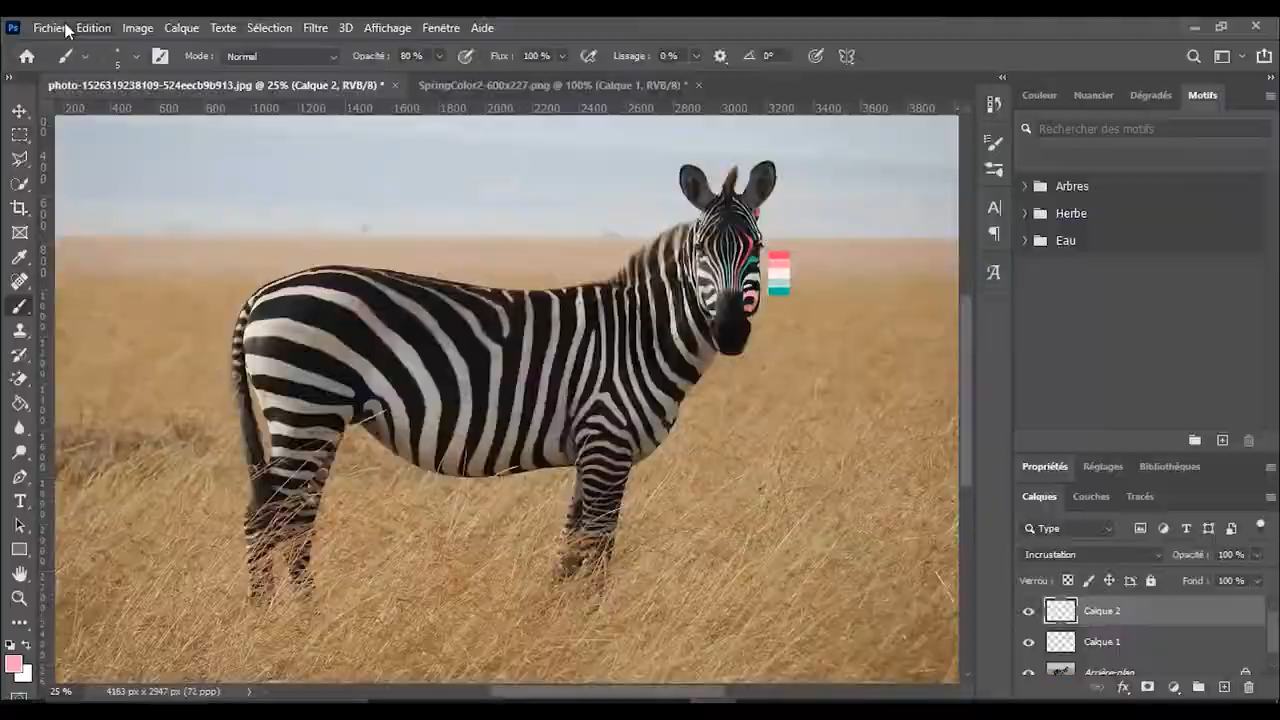 Ps Fichier Edition Image Calque Texte Sélection Filtre 3D Affichage Fenêtre Aide
5 Mode : Normal Opacité : 80 % Flux : 100 % Lissage : 0 % 0°
photo-1526319238109-524eecb9b913.jpg @ 25% (Calque 2, RVB/8) * SpringColor2-600x227.png @ 100% (Calque 1, RVB/8) *
Couleur Nuancier Dégradés Motifs
200 400 600 800 1000 1200 1400 1600 1800 2000 2200 2400 2600 2800 3000 3200 3400 3600 3800
Rechercher des motifs
Arbres
Herbe
Eau
Propriétés Réglages Bibliothèques
Calques Couches Tracés
Type
Incrustation Opacité : 100 %
Verrou : Fond : 100 %
Calque 2
Calque 1
Arrière-plan
25 % 4183 px x 2947 px (72 ppp)